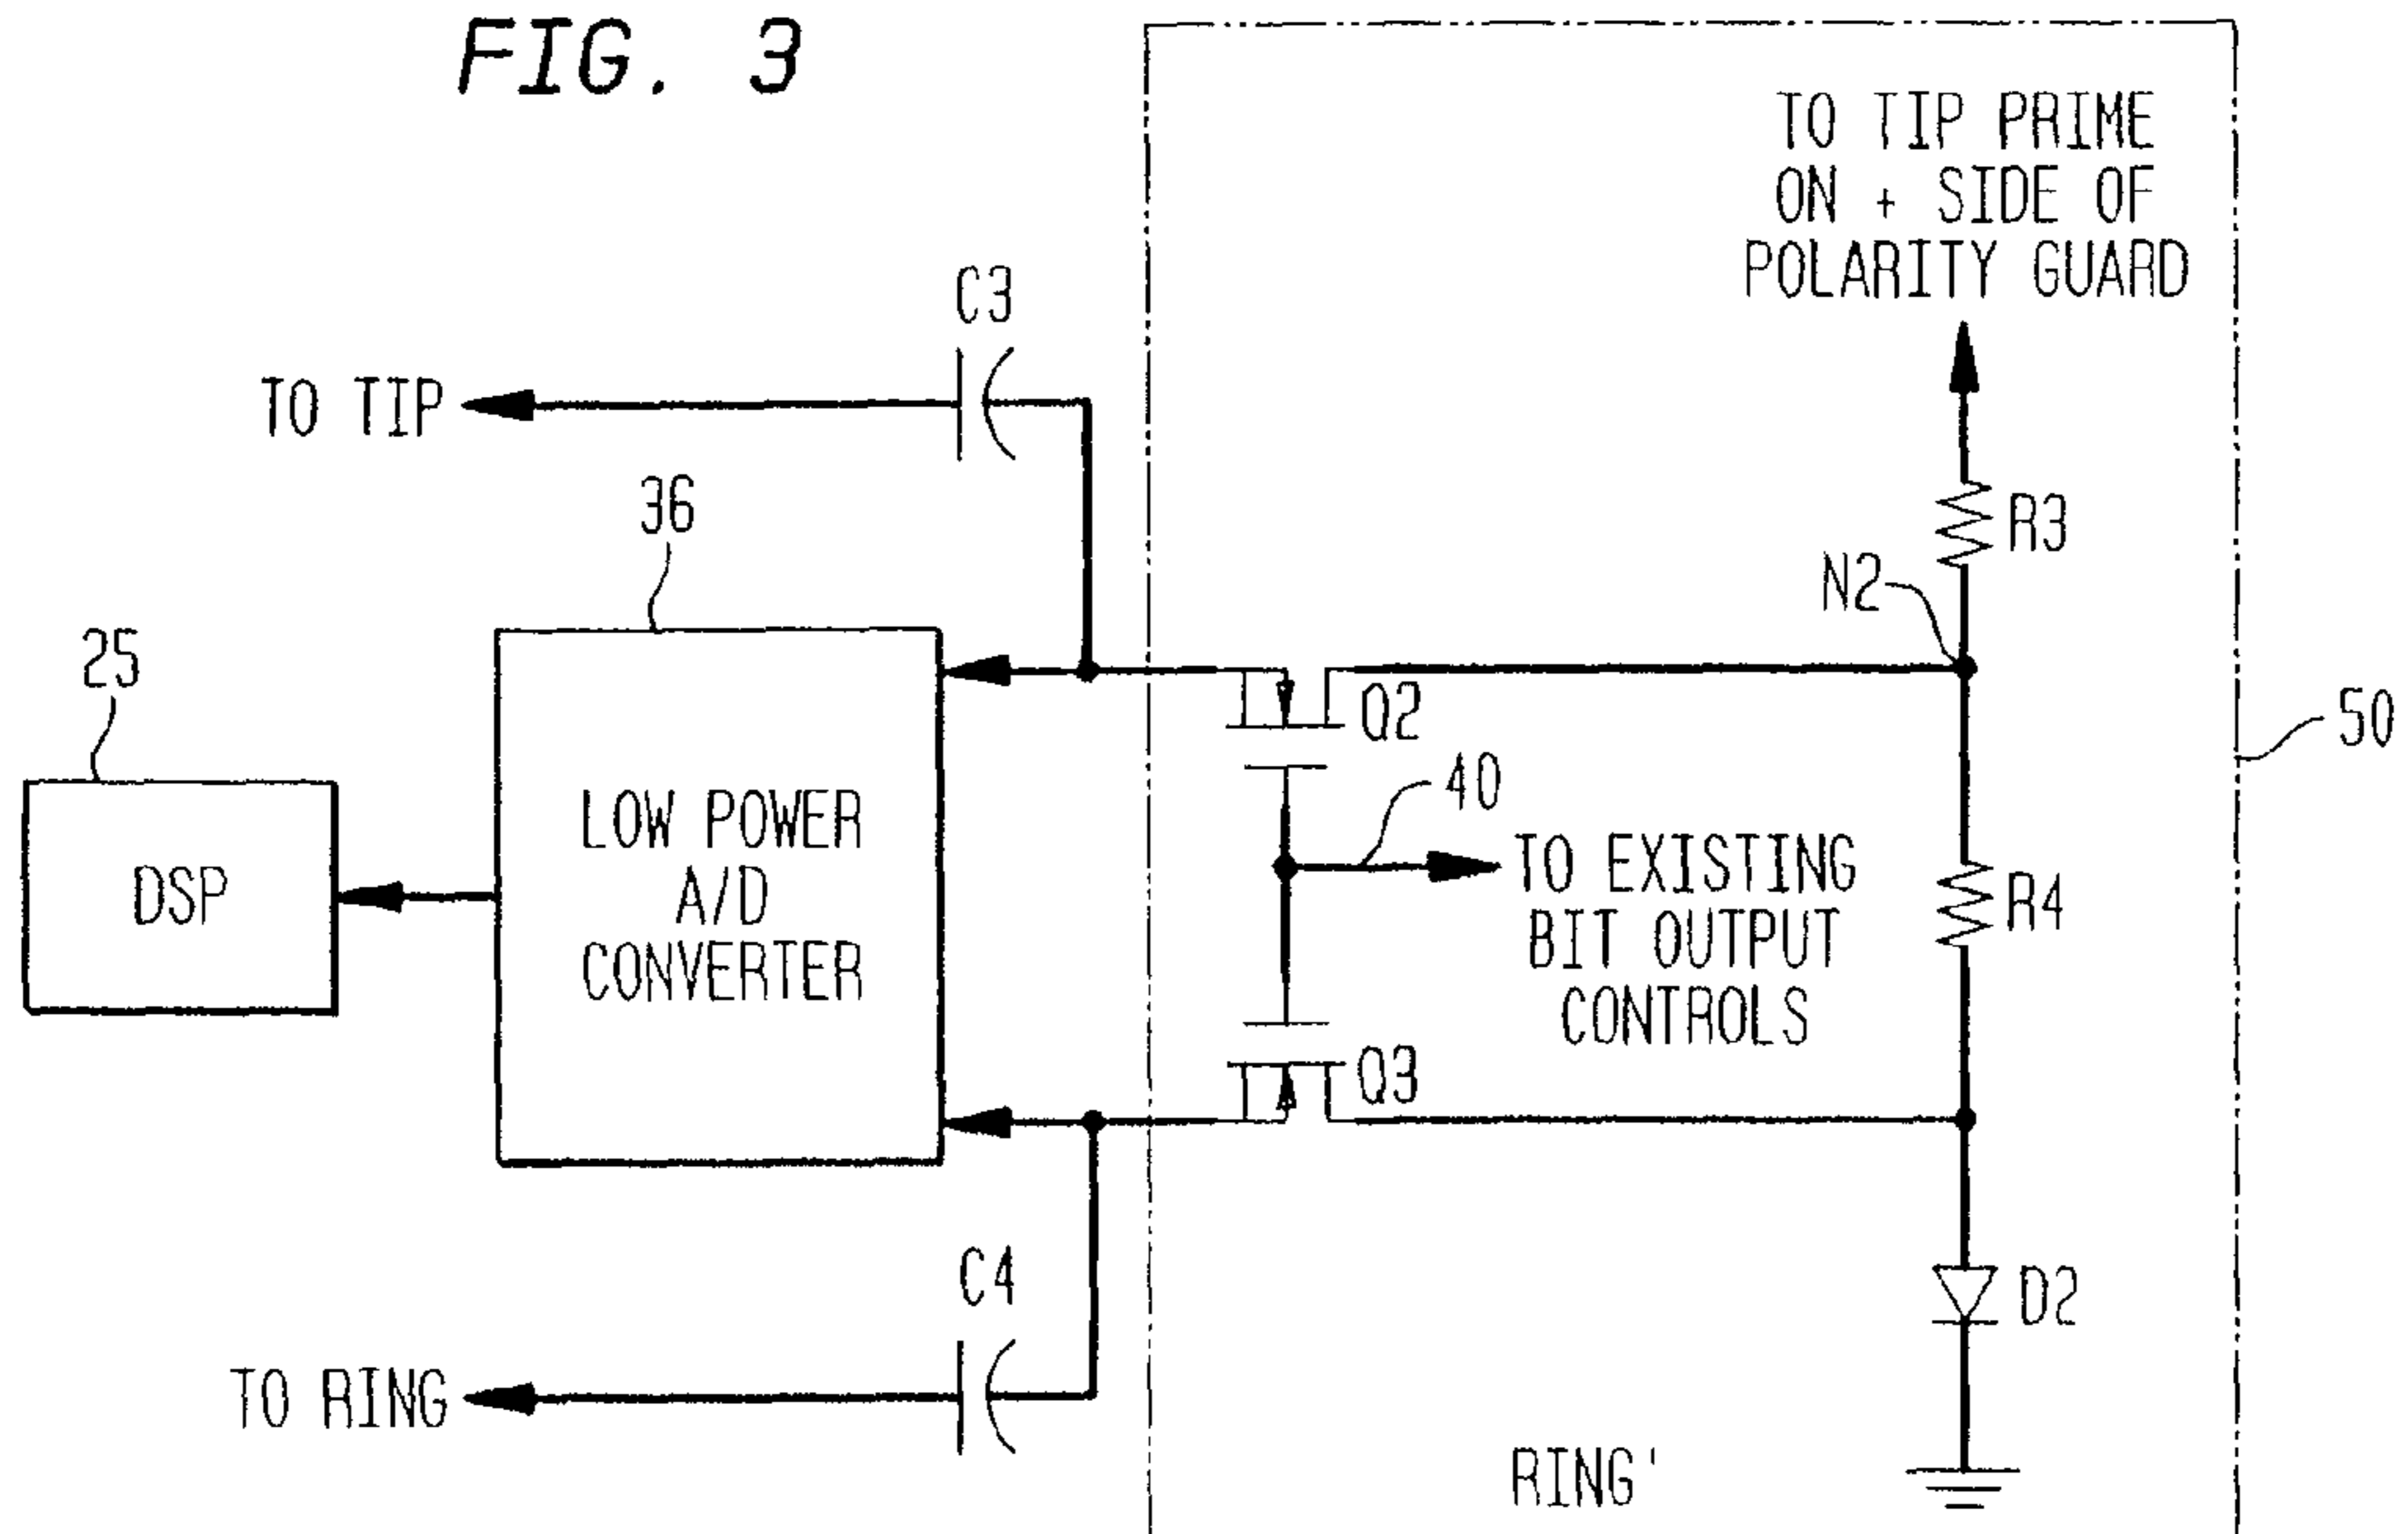 FIG. 3
TO TIP PRIME
ON + SIDE OF
POLARITY GUARD
C3
TO TIP
36
R3
N2
25
50
Q2
40
LOW POWER
A/D
CONVERTER
DSP
TO EXISTING
BIT OUTPUT
CONTROLS
R4
Q3
C4
D2
TO RING
RING'